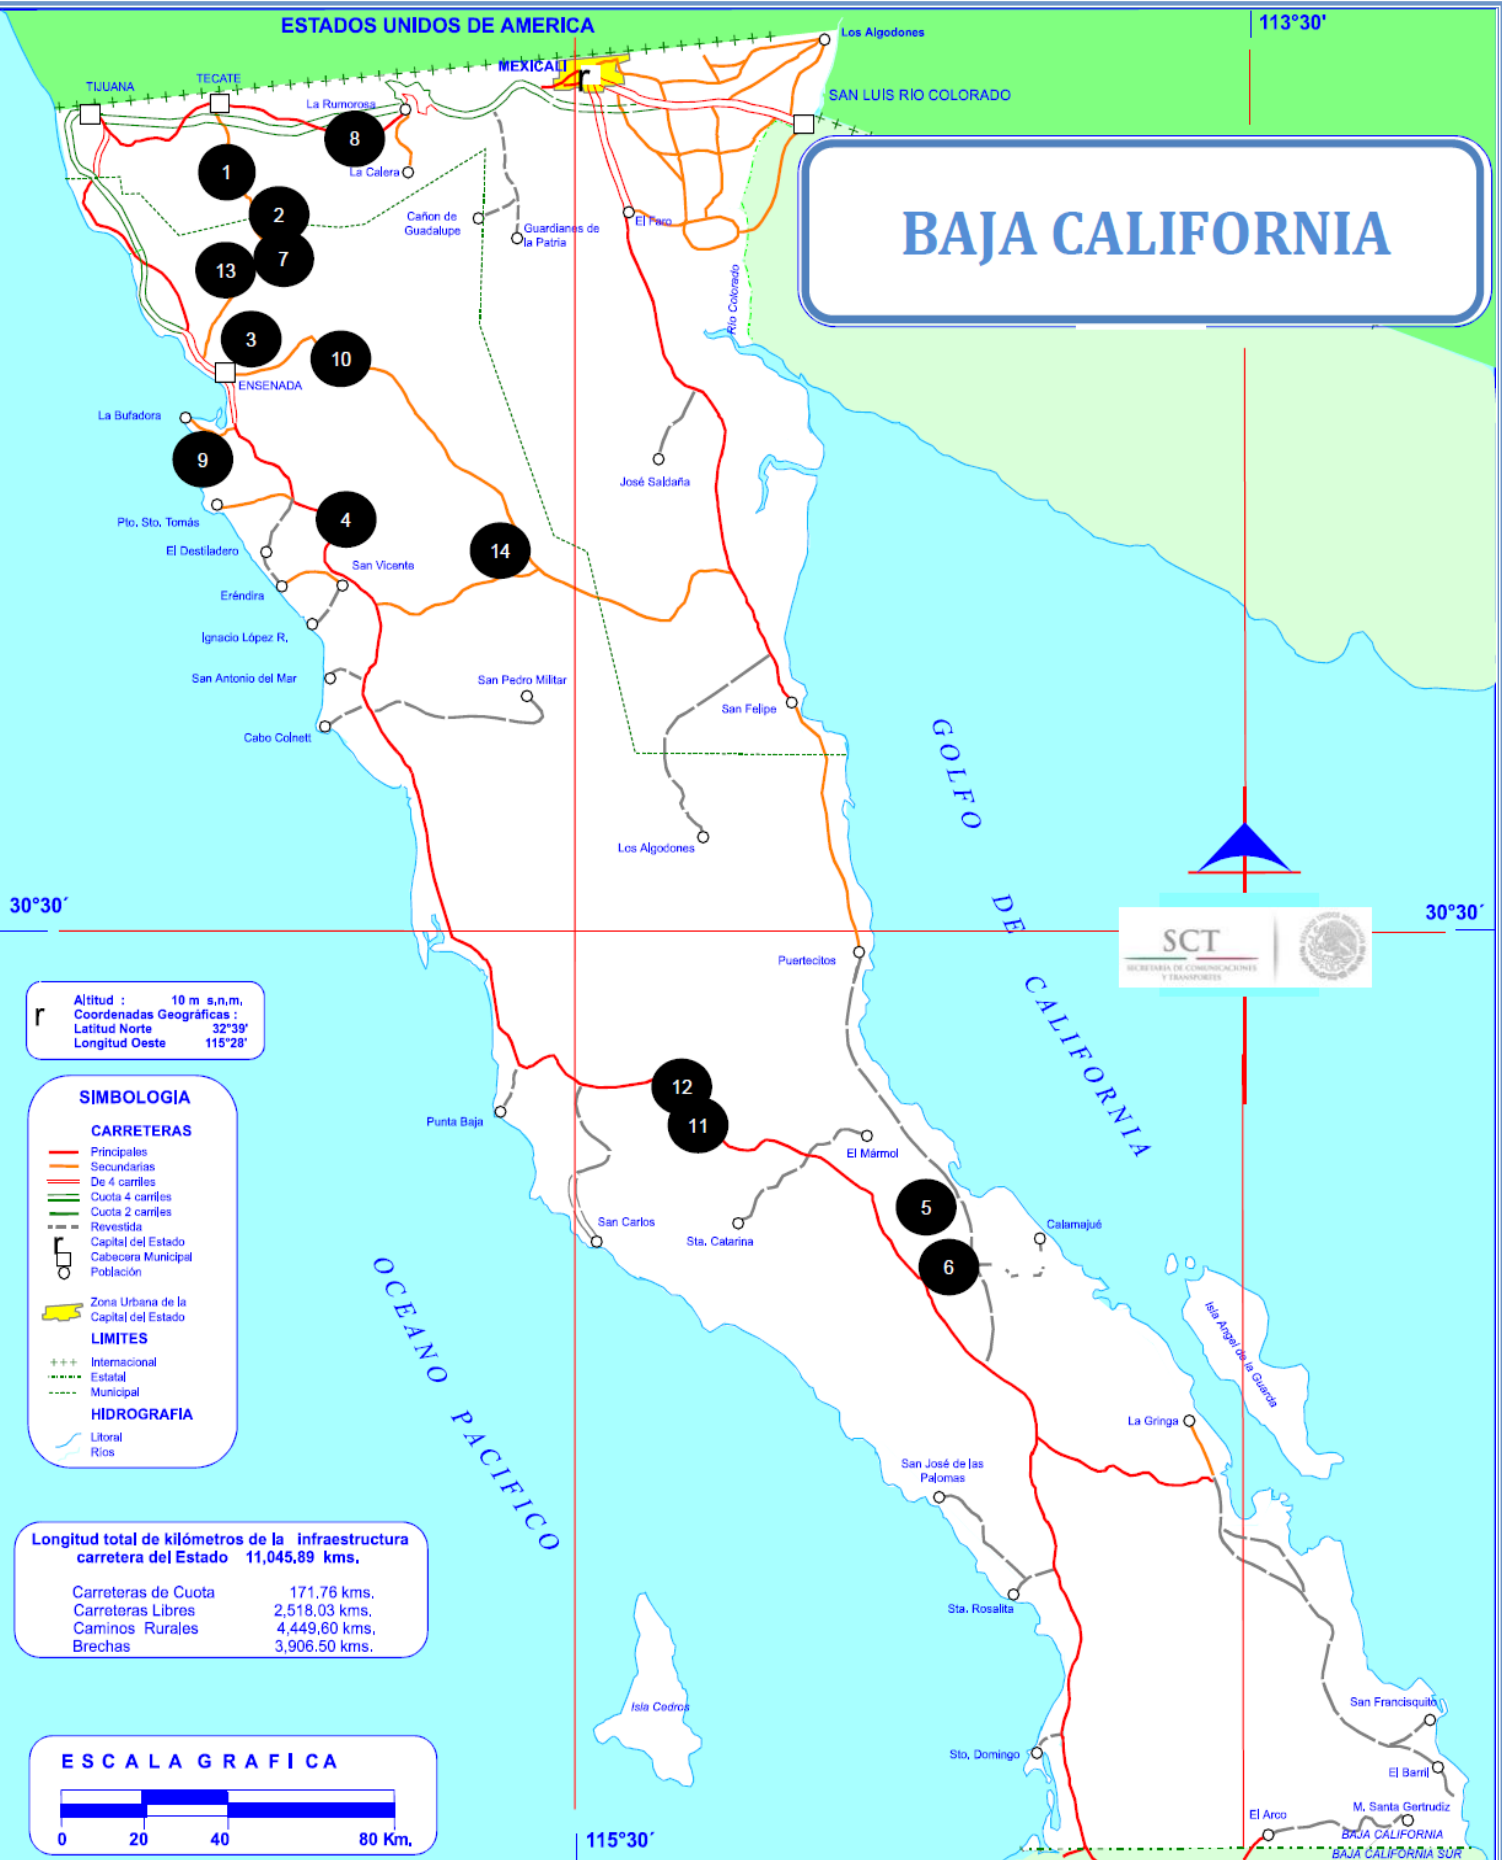 ESTADOS UNIDOS DE AMERICA
113°30'
Los Algodones
MEXICALI
r
TECATE
TIJUANA
La Rumorosa
SAN LUIS RIO COLORADO
8
1
La Calera
BAJA CALIFORNIA
2
Cañon de
Guadalupe
Guardianes de
la Patria
El Faro
13
7
Río Colorado
3
10
ENSENADA
La Bufadora
9
José Saldaña
Pto. Sto. Tomás
4
El Destiladero
14
San Vicente
Eréndira
Ignacio López R.
San Antonio del Mar
San Pedro Militar
San Felipe
Cabo Colnett
GOLFO
DE
CALIFORNIA
Los Algodones
30°30´
30°30´
SCT
SECRETARÍA DE COMUNICACIONES
Y TRANSPORTES
ESTADOS UNIDOS MEXICANOS
Puertecitos
r
Altitud : 10 m s.n.m.
Coordenadas Geográficas :
Latitud Norte 32°39'
Longitud Oeste 115°28'
12
11
Punta Baja
El Mármol
SIMBOLOGIA
CARRETERAS
Principales
Secundarias
De 4 carriles
Cuota 4 carriles
Cuota 2 carriles
Revestida
r
Capital del Estado
Cabecera Municipal
Población
Zona Urbana de la
Capital del Estado
LIMITES
Internacional
Estatal
Municipal
HIDROGRAFIA
Litoral
Ríos
San Carlos
Sta. Catarina
5
Calamajué
6
OCEANO PACIFICO
Isla Angel de la Guarda
La Gringa
San José de las
Palomas
Longitud total de kilómetros de la infraestructura
carretera del Estado 11,045.89 kms.
Carreteras de Cuota 171.76 kms.
Carreteras Libres 2,518.03 kms.
Caminos Rurales 4,449.60 kms.
Brechas 3,906.50 kms.
Sta. Rosalita
Isla Cedros
San Francisquito
Sto. Domingo
El Barril
ESCALA GRAFICA
0 20 40 80 Km.
115°30´
El Arco
M. Santa Gertrudiz
BAJA CALIFORNIA
BAJA CALIFORNIA SUR